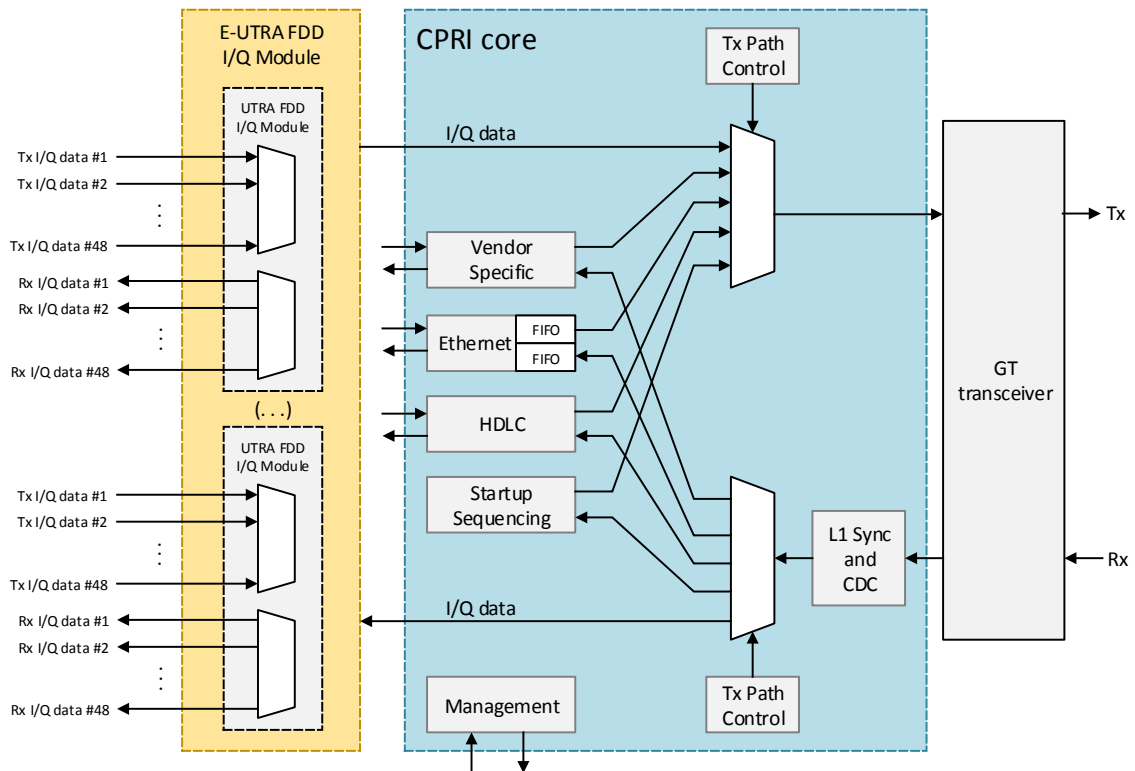 E-UTRA FDD
I/Q Module
UTRA FDD
I/Q Module
Tx I/Q data #1
Tx I/Q data #2
. . .
Tx I/Q data #48
Rx I/Q data #1
Rx I/Q data #2
. . .
Rx I/Q data #48
(. . .)
UTRA FDD
I/Q Module
Tx I/Q data #1
Tx I/Q data #2
. . .
Tx I/Q data #48
Rx I/Q data #1
Rx I/Q data #2
. . .
Rx I/Q data #48
CPRI core
Tx Path
Control
I/Q data
Vendor
Specific
Ethernet
FIFO
FIFO
HDLC
Startup
Sequencing
L1 Sync
and
CDC
I/Q data
Management
Tx Path
Control
GT
transceiver
Tx
Rx